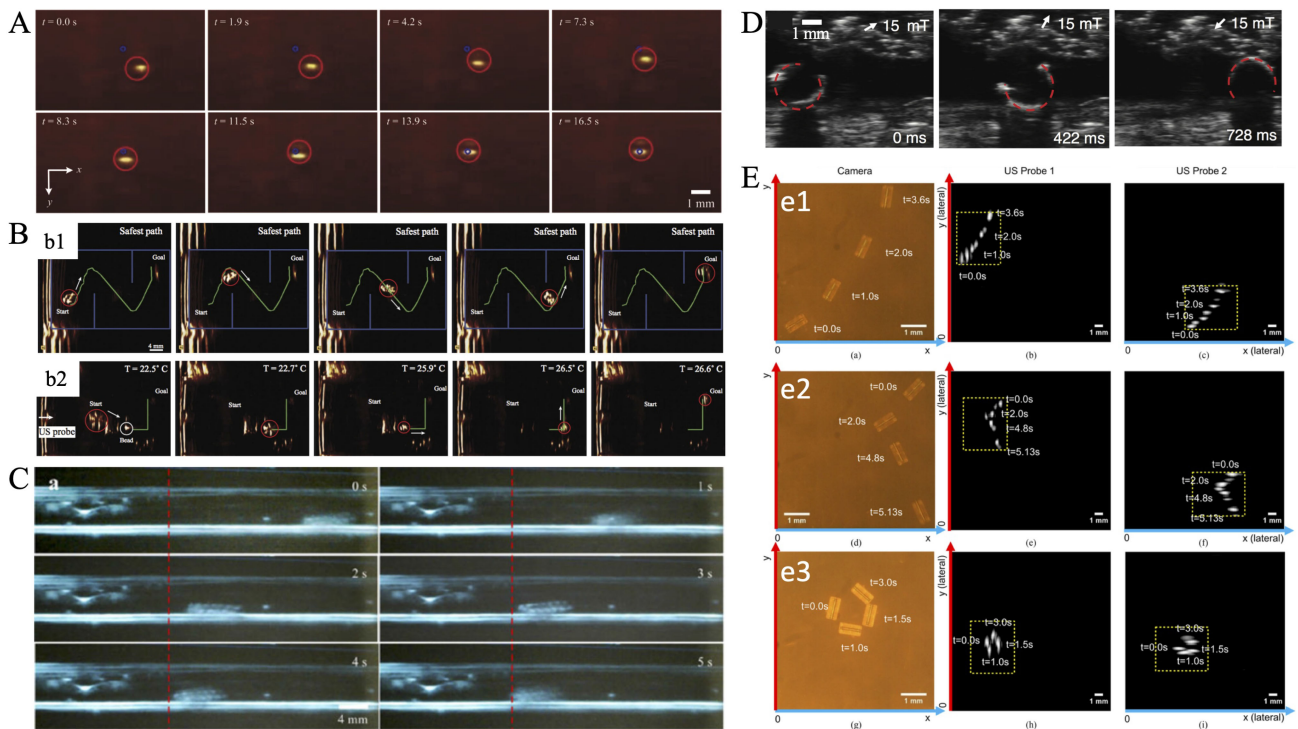 A
t = 0.0 s
t = 1.9 s
t = 4.2 s
t = 7.3 s
t = 8.3 s
t = 11.5 s
t = 13.9 s
t = 16.5 s
x
y
1 mm
B
b1
Safest path
Goal
Start
4 mm
Safest path
Goal
Start
Safest path
Goal
Start
Safest path
Goal
Start
Safest path
Goal
Start
b2
T = 22.5° C
Goal
Start
US probe
Bead
T = 22.7° C
Goal
Start
T = 25.9° C
Goal
Start
T = 26.5° C
Goal
Start
T = 26.6° C
Goal
Start
C
a
0 s
1 s
2 s
3 s
4 s
4 mm
5 s
D
1 mm
15 mT
0 ms
15 mT
422 ms
15 mT
728 ms
E
Camera
US Probe 1
US Probe 2
e1
y
t=3.6s
t=2.0s
t=1.0s
t=0.0s
1 mm
0
x
(a)
y (lateral)
t=3.6s
t=2.0s
t=1.0s
t=0.0s
1 mm
0
(b)
t=3.6s
t=2.0s
t=1.0s
t=0.0s
1 mm
0
x (lateral)
(c)
e2
y
t=0.0s
t=2.0s
t=4.8s
t=5.13s
1 mm
0
x
(d)
y (lateral)
t=0.0s
t=2.0s
t=4.8s
t=5.13s
1 mm
0
(e)
t=0.0s
t=2.0s
t=4.8s
t=5.13s
1 mm
0
x (lateral)
(f)
e3
y
t=3.0s
t=0.0s
t=1.5s
t=1.0s
1 mm
0
x
(g)
y (lateral)
t=3.0s
t=0.0s
t=1.5s
t=1.0s
1 mm
0
(h)
t=3.0s
t=0.0s
t=1.5s
t=1.0s
1 mm
0
x (lateral)
(i)